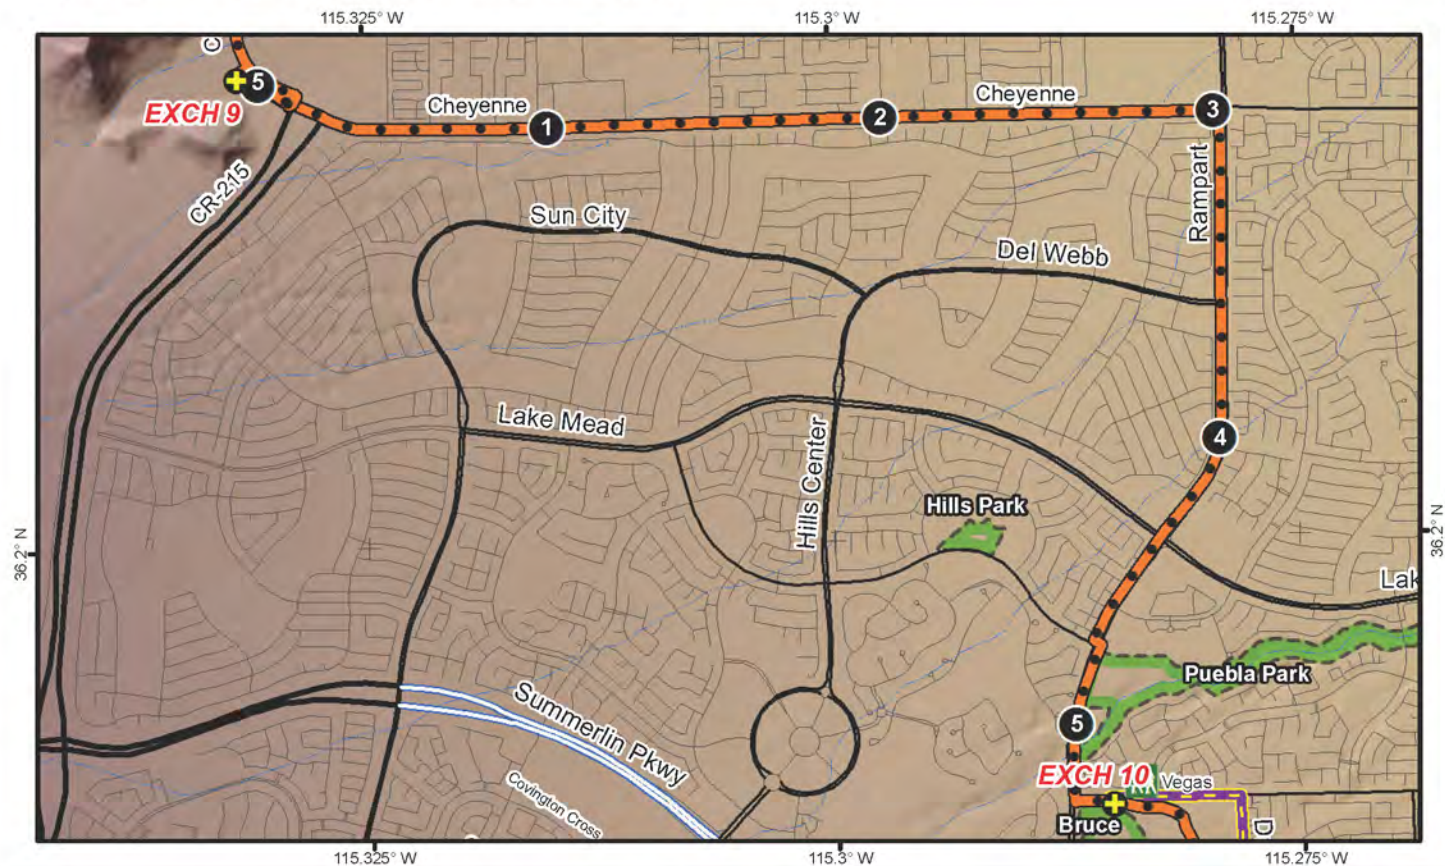 115.325° W
115.3° W
115.275° W
5
EXCH 9
Cheyenne
Cheyenne
1
2
3
CR-215
Rampart
Sun City
Del Webb
Lake Mead
4
Hills Center
Hills Park
36.2° N
36.2° N
Lak
Puebla Park
Summerlin Pkwy
5
EXCH 10
Vegas
Covington Cross
Bruce
D
115.325° W
115.3° W
115.275° W